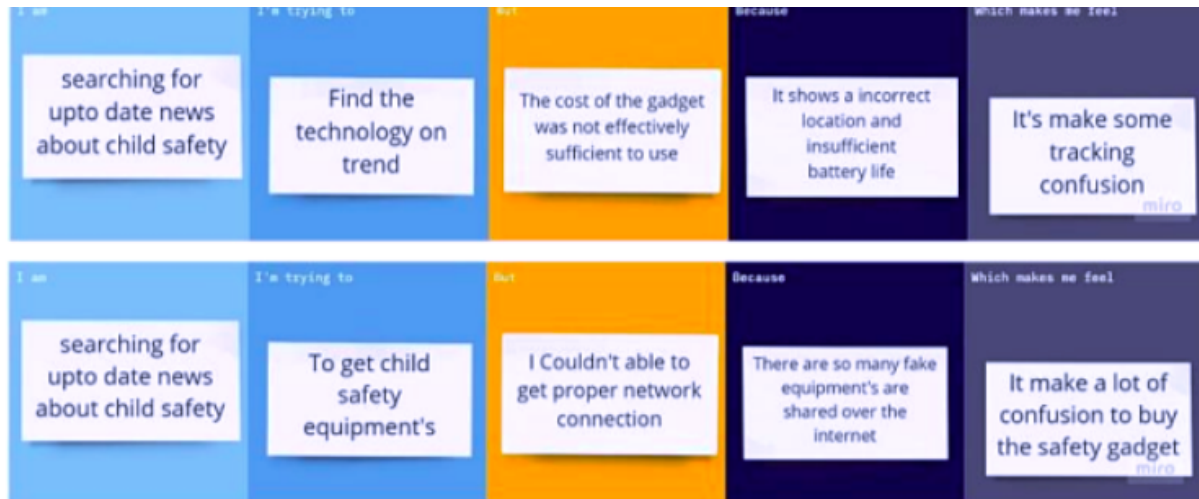 I am
I'm trying to
But
Because
Which makes me feel
searching for
upto date news
about child safety
Find the
technology on
trend
The cost of the gadget
was not effectively
sufficient to use
It shows a incorrect
location and
insufficient
battery life
It's make some
tracking
confusion
miro
I am
I'm trying to
But
Because
Which makes me feel
searching for
upto date news
about child safety
To get child
safety
equipment's
I Couldn't able to
get proper network
connection
There are so many fake
equipment's are
shared over the
internet
It make a lot of
confusion to buy
the safety gadget
miro